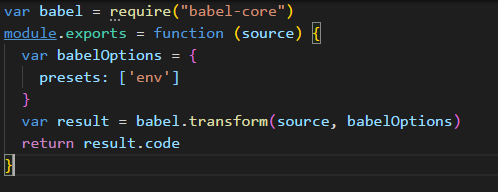 var babel = require("babel-core")
module.exports = function (source) {
  var babelOptions = {
    presets: ['env']
  }
  var result = babel.transform(source, babelOptions)
  return result.code
}